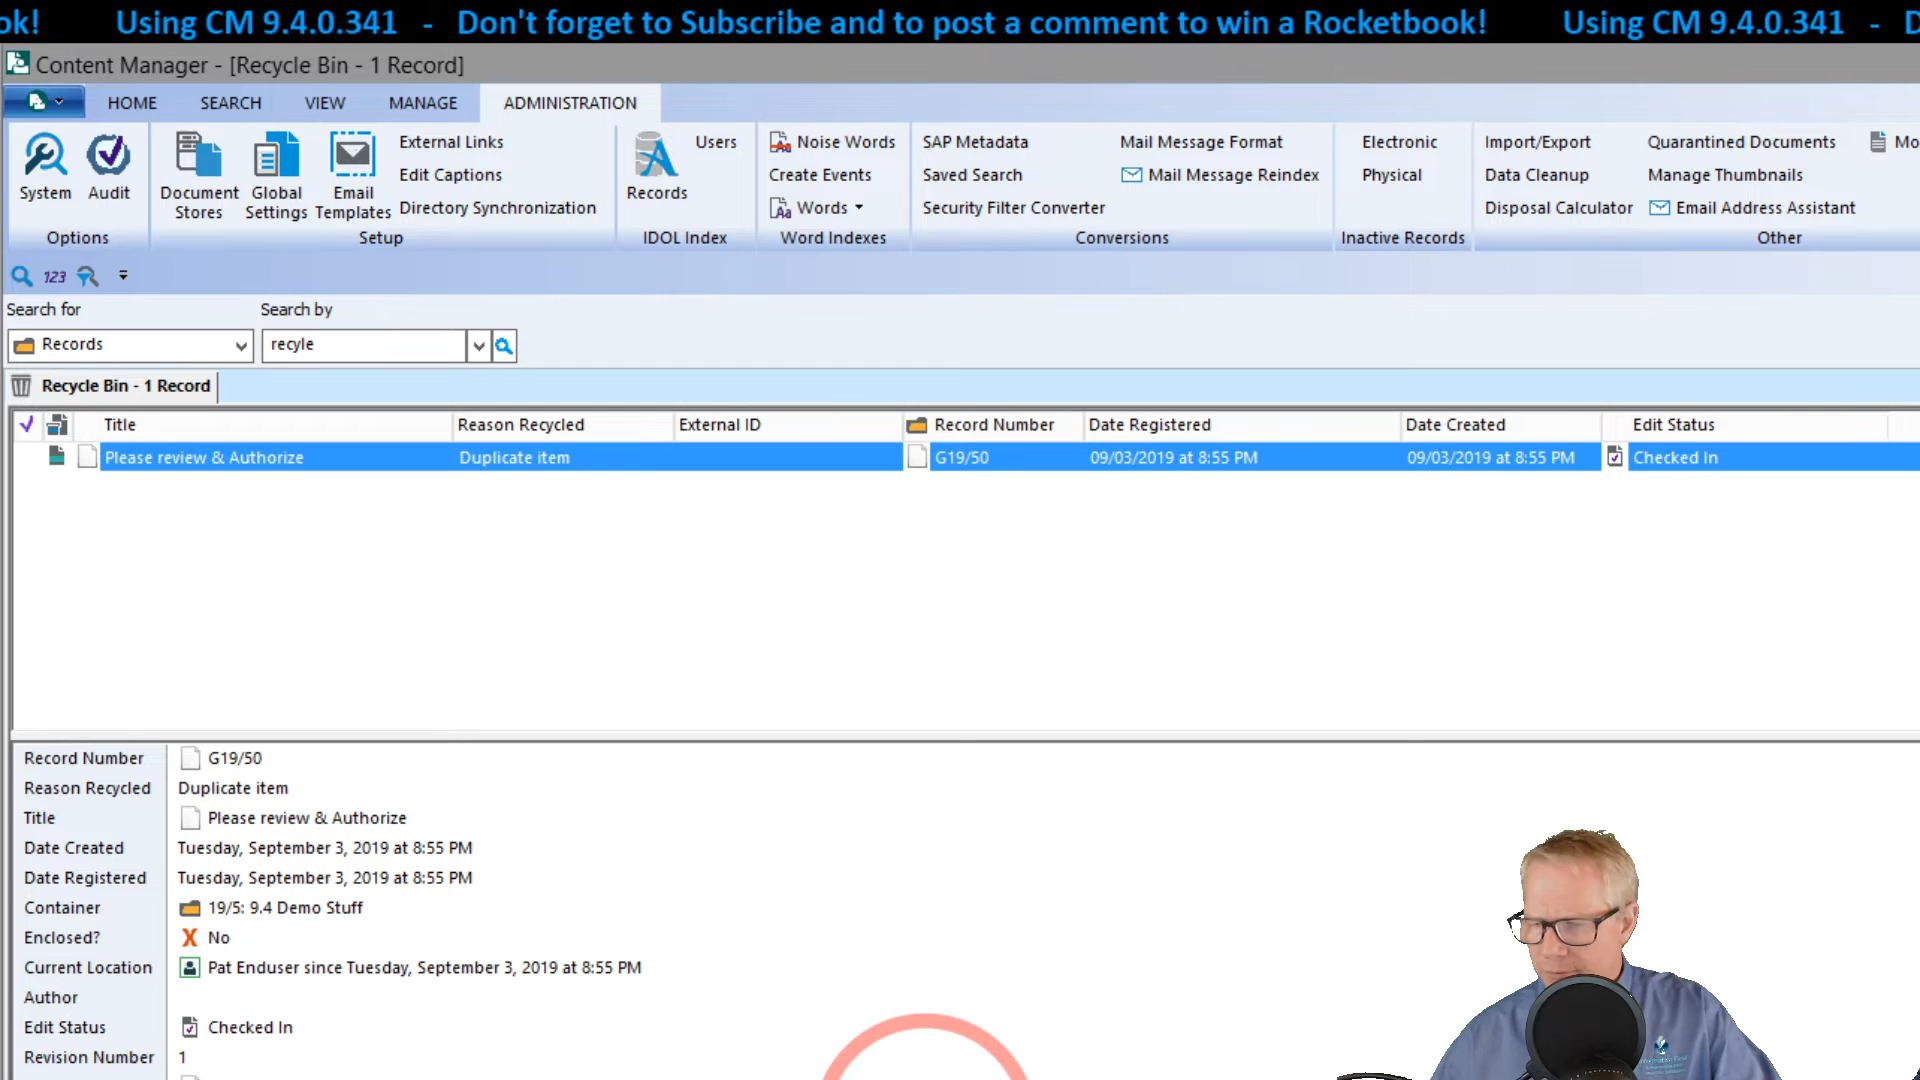 ok! Using CM 9.4.0.341 - Don't forget to Subscribe and to post a comment to win a Rocketbook! Using CM 9.4.0.341 - D
Content Manager - [Recycle Bin - 1 Record]
HOME SEARCH VIEW MANAGE ADMINISTRATION
System Audit
Options
Document Stores Global Settings Email Templates
External Links
Edit Captions
Directory Synchronization
Setup
Records Users
IDOL Index
Noise Words
Create Events
Words
Word Indexes
SAP Metadata Mail Message Format
Saved Search Mail Message Reindex
Security Filter Converter
Conversions
Electronic
Physical
Inactive Records
Import/Export Quarantined Documents Mo
Data Cleanup Manage Thumbnails
Disposal Calculator Email Address Assistant
Other
123
Search for Search by
Records recyle
Recycle Bin - 1 Record
Title Reason Recycled External ID Record Number Date Registered Date Created Edit Status
Please review & Authorize Duplicate item G19/50 09/03/2019 at 8:55 PM 09/03/2019 at 8:55 PM Checked In
Record Number G19/50
Reason Recycled Duplicate item
Title Please review & Authorize
Date Created Tuesday, September 3, 2019 at 8:55 PM
Date Registered Tuesday, September 3, 2019 at 8:55 PM
Container 19/5: 9.4 Demo Stuff
Enclosed? No
Current Location Pat Enduser since Tuesday, September 3, 2019 at 8:55 PM
Author
Edit Status Checked In
Revision Number 1